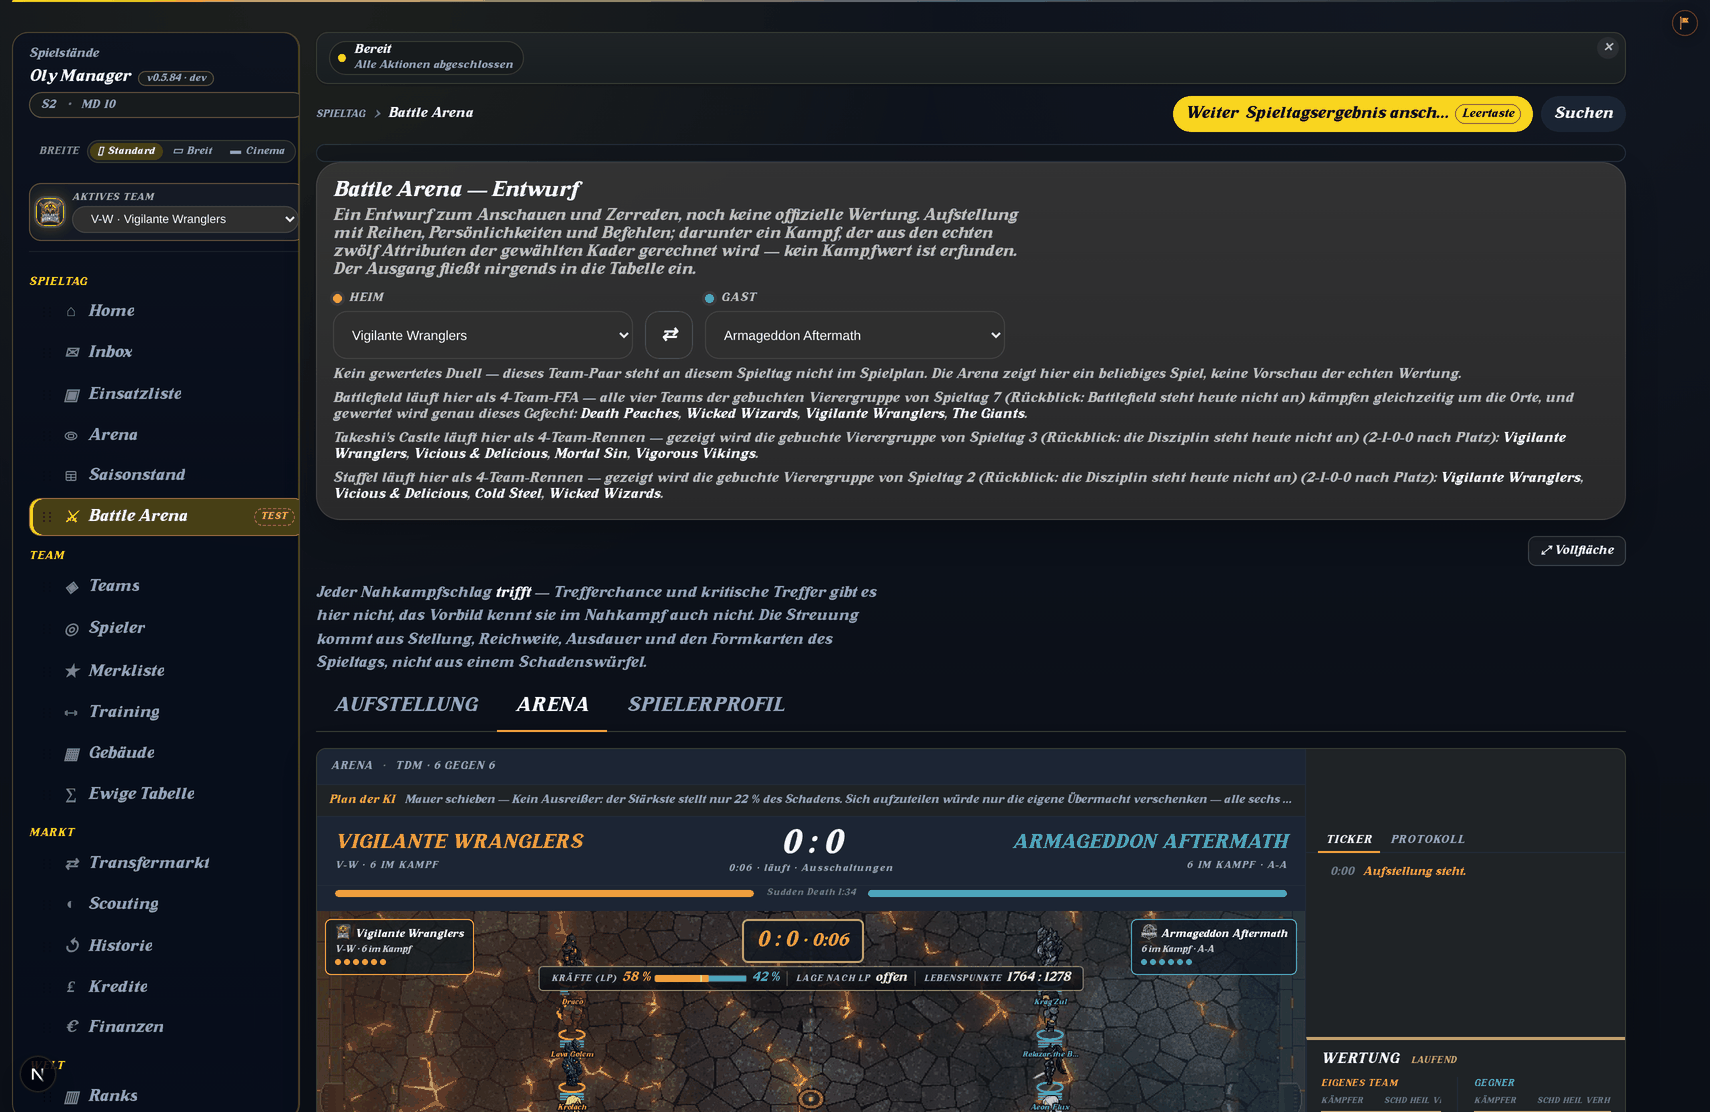 Spielstände
Oly Manager v0.5.84 · dev
S2 · MD 10
BREITE Standard Breit Cinema
AKTIVES TEAM
V-W · Vigilante Wranglers
SPIELTAG
Home
Inbox
Einsatzliste
Arena
Saisonstand
Battle Arena TEST
TEAM
Teams
Spieler
Merkliste
Training
Gebäude
Ewige Tabelle
MARKT
Transfermarkt
Scouting
Historie
Kredite
Finanzen
Ranks
Bereit
Alle Aktionen abgeschlossen
SPIELTAG > Battle Arena
Weiter Spieltagsergebnis ansch... Leertaste
Suchen
Battle Arena — Entwurf
Ein Entwurf zum Anschauen und Zerreden, noch keine offizielle Wertung. Aufstellung
mit Reihen, Persönlichkeiten und Befehlen; darunter ein Kampf, der aus den echten
zwölf Attributen der gewählten Kader gerechnet wird — kein Kampfwert ist erfunden.
Der Ausgang fließt nirgends in die Tabelle ein.
HEIM
GAST
Vigilante Wranglers
Armageddon Aftermath
Kein gewertetes Duell — dieses Team-Paar steht an diesem Spieltag nicht im Spielplan. Die Arena zeigt hier ein beliebiges Spiel, keine Vorschau der echten Wertung.
Battlefield läuft hier als 4-Team-FFA — alle vier Teams der gebuchten Vierergruppe von Spieltag 7 (Rückblick: Battlefield steht heute nicht an) kämpfen gleichzeitig um die Orte, und
gewertet wird genau dieses Gefecht: Death Peaches, Wicked Wizards, Vigilante Wranglers, The Giants.
Takeshi's Castle läuft hier als 4-Team-Rennen — gezeigt wird die gebuchte Vierergruppe von Spieltag 3 (Rückblick: die Disziplin steht heute nicht an) (2-1-0-0 nach Platz): Vigilante
Wranglers, Vicious & Delicious, Mortal Sin, Vigorous Vikings.
Staffel läuft hier als 4-Team-Rennen — gezeigt wird die gebuchte Vierergruppe von Spieltag 2 (Rückblick: die Disziplin steht heute nicht an) (2-1-0-0 nach Platz): Vigilante Wranglers,
Vicious & Delicious, Cold Steel, Wicked Wizards.
Vollfläche
Jeder Nahkampfschlag trifft — Trefferchance und kritische Treffer gibt es
hier nicht, das Vorbild kennt sie im Nahkampf auch nicht. Die Streuung
kommt aus Stellung, Reichweite, Ausdauer und den Formkarten des
Spieltags, nicht aus einem Schadenswürfel.
AUFSTELLUNG ARENA SPIELERPROFIL
ARENA · TDM · 6 GEGEN 6
Plan der KI Mauer schieben — Kein Ausreißer: der Stärkste stellt nur 22 % des Schadens. Sich aufzuteilen würde nur die eigene Übermacht verschenken — alle sechs ...
VIGILANTE WRANGLERS
V-W · 6 IM KAMPF
0 : 0
0:06 · läuft · Ausschaltungen
ARMAGEDDON AFTERMATH
6 IM KAMPF · A-A
Sudden Death 1:34
Vigilante Wranglers
V-W · 6 im Kampf
0 : 0 · 0:06
Armageddon Aftermath
6 im Kampf · A-A
KRÄFTE (LP) 58 % 42 % LAGE NACH LP offen LEBENSPUNKTE 1764 : 1278
Draco
Krag'Zul
Lava Golem
Ralazar the B...
Krolach
Aeon Flux
TICKER PROTOKOLL
0:00 Aufstellung steht.
WERTUNG LAUFEND
EIGENES TEAM
GEGNER
KÄMPFER SCHD HEIL
KÄMPFER SCHD HEIL VERH
N